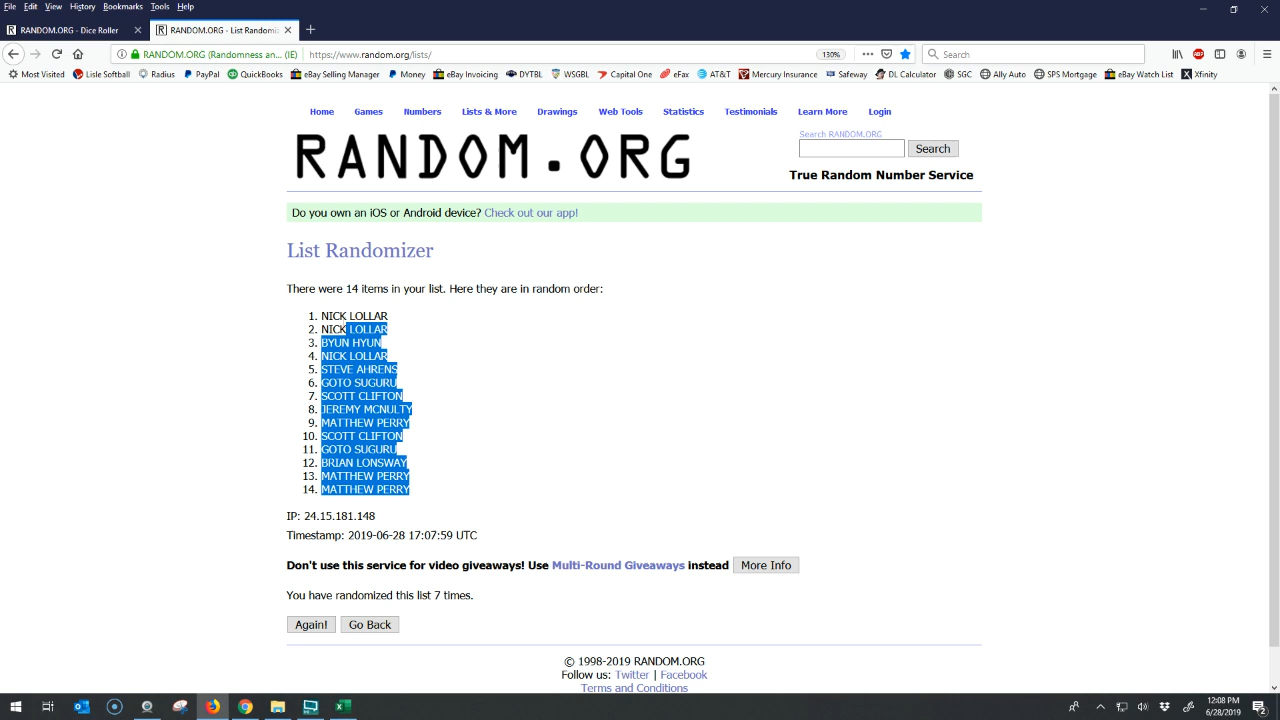 File Edit View History Bookmarks Tools Help
RANDOM.ORG - Dice Roller
RANDOM.ORG - List Randomiz
RANDOM.ORG (Randomness an... (IE)
https://www.random.org/lists/
130%
Search
Most Visited Lisle Softball Radius PayPal QuickBooks eBay Selling Manager Money eBay Invoicing DYTBL WSGBL Capital One eFax AT&T Mercury Insurance Safeway DL Calculator SGC Ally Auto SPS Mortgage eBay Watch List Xfinity
Home Games Numbers Lists & More Drawings Web Tools Statistics Testimonials Learn More Login
RANDOM.ORG
Search RANDOM.ORG
Search
True Random Number Service
Do you own an iOS or Android device? Check out our app!
List Randomizer
There were 14 items in your list. Here they are in random order:
1. NICK LOLLAR
2. NICK LOLLAR
3. BYUN HYUN
4. NICK LOLLAR
5. STEVE AHRENS
6. GOTO SUGURU
7. SCOTT CLIFTON
8. JEREMY MCNULTY
9. MATTHEW PERRY
10. SCOTT CLIFTON
11. GOTO SUGURU
12. BRIAN LONSWAY
13. MATTHEW PERRY
14. MATTHEW PERRY
IP: 24.15.181.148
Timestamp: 2019-06-28 17:07:59 UTC
Don't use this service for video giveaways! Use Multi-Round Giveaways instead More Info
You have randomized this list 7 times.
Again! Go Back
© 1998-2019 RANDOM.ORG
Follow us: Twitter | Facebook
Terms and Conditions
12:08 PM
6/28/2019